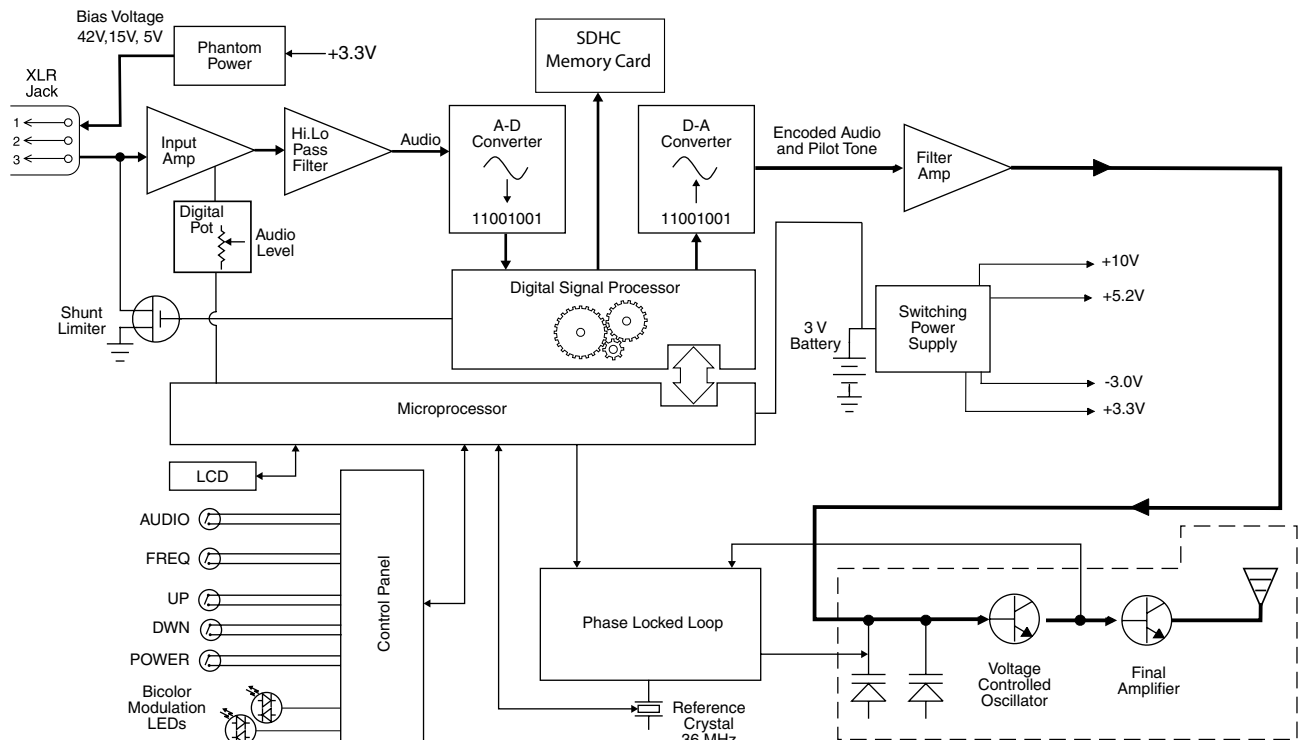 Bias Voltage
42V,15V, 5V
Phantom
Power
+3.3V
SDHC
Memory Card
XLR
Jack
1
2
3
Input
Amp
Hi.Lo
Pass
Filter
Audio
A-D
Converter
11001001
D-A
Converter
11001001
Encoded Audio
and Pilot Tone
Filter
Amp
Digital
Pot
Audio
Level
Shunt
Limiter
Digital Signal Processor
3 V
Battery
Switching
Power
Supply
+10V
+5.2V
-3.0V
+3.3V
Microprocessor
LCD
AUDIO
FREQ
UP
DWN
POWER
Bicolor
Modulation
LEDs
Control Panel
Phase Locked Loop
Reference
Crystal
36 MHz
Voltage
Controlled
Oscillator
Final
Amplifier